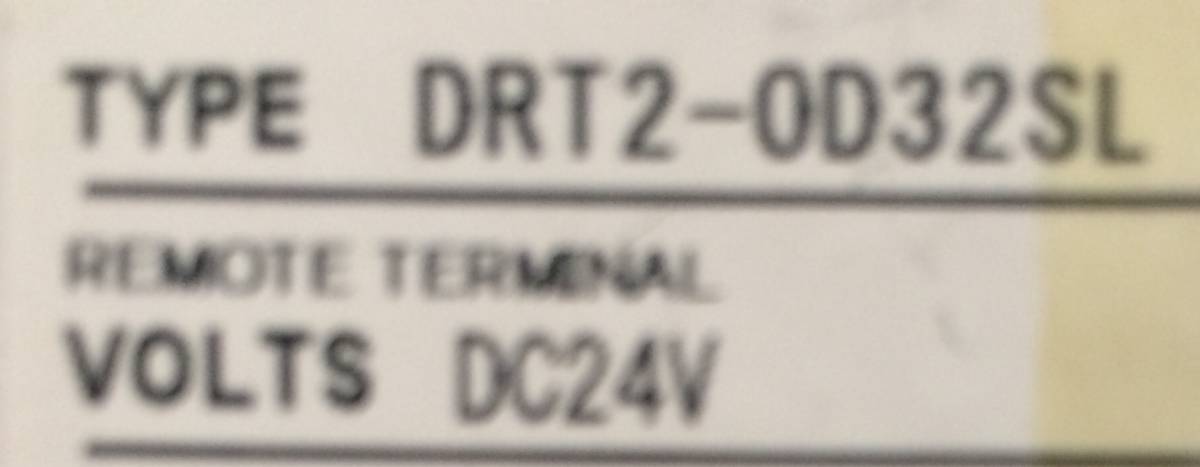 TYPE DRT2-OD32SL
REMOTE TERMINAL
VOLTS DC24V